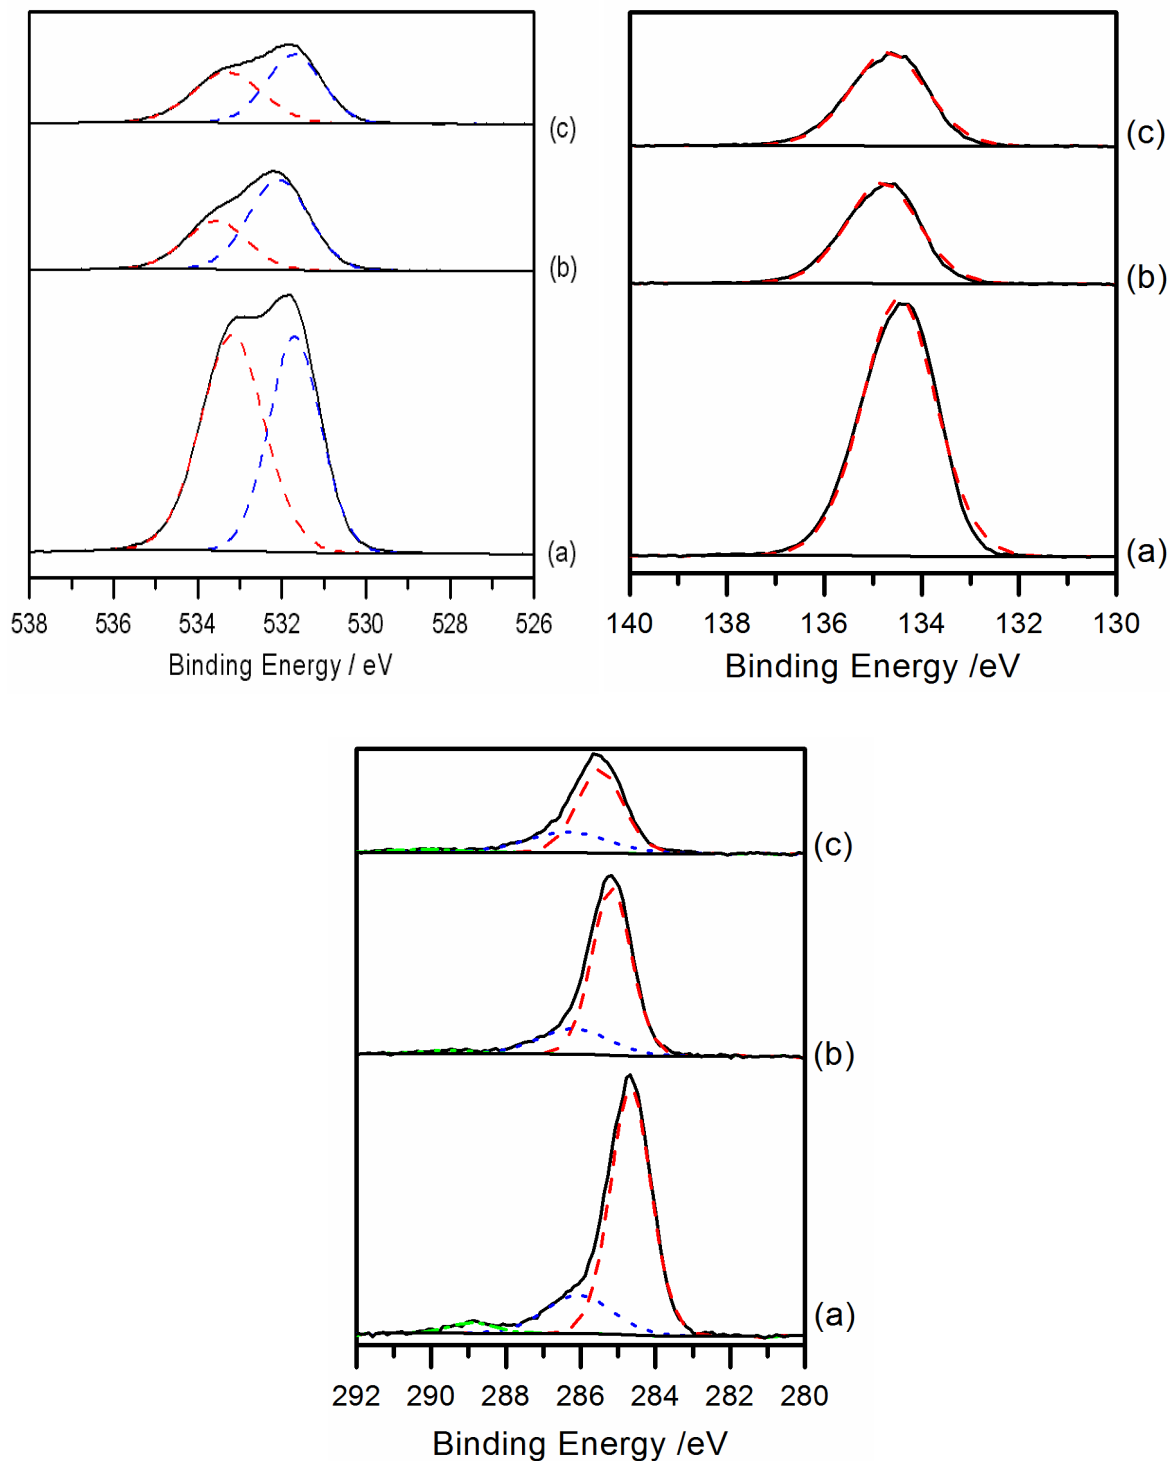 (c)
(b)
(a)
538 536 534 532 530 528 526
Binding Energy / eV
(c)
(b)
(a)
140 138 136 134 132 130
Binding Energy /eV
(c)
(b)
(a)
292 290 288 286 284 282 280
Binding Energy /eV